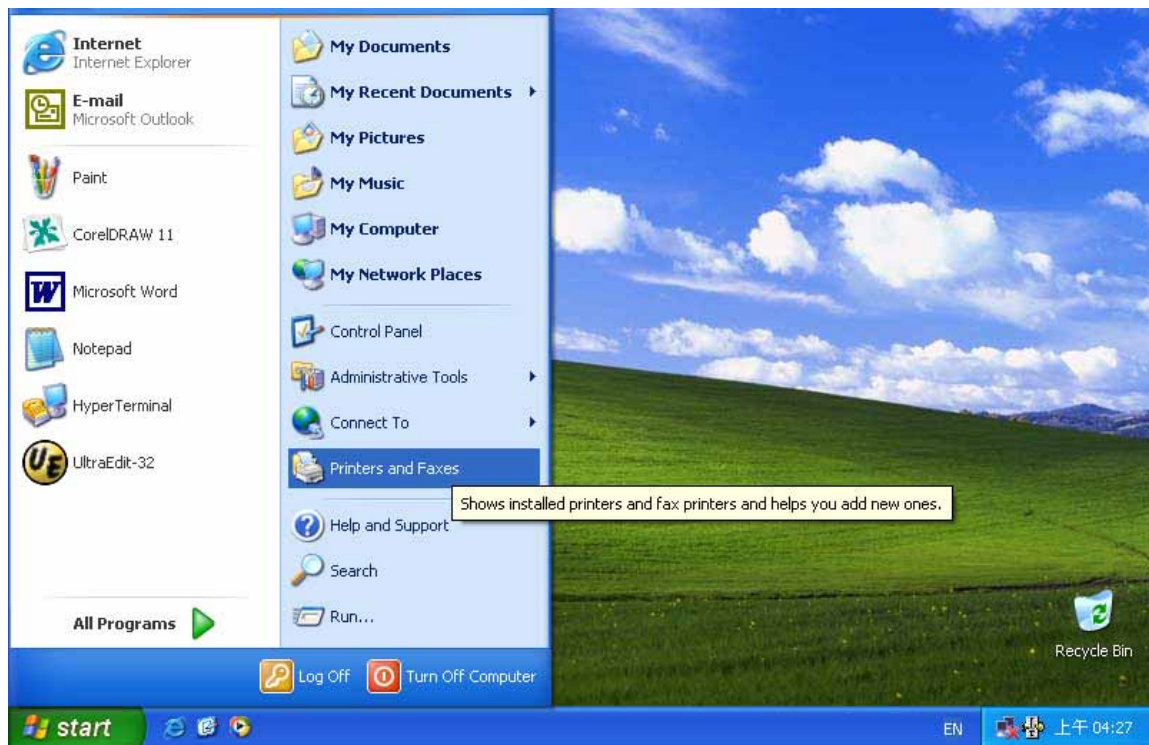 Internet
Internet Explorer
E-mail
Microsoft Outlook
Paint
CorelDRAW 11
Microsoft Word
Notepad
HyperTerminal
UltraEdit-32
All Programs
My Documents
My Recent Documents
My Pictures
My Music
My Computer
My Network Places
Control Panel
Administrative Tools
Connect To
Printers and Faxes
Shows installed printers and fax printers and helps you add new ones.
Help and Support
Search
Run...
Log Off
Turn Off Computer
Recycle Bin
start
EN
上午 04:27